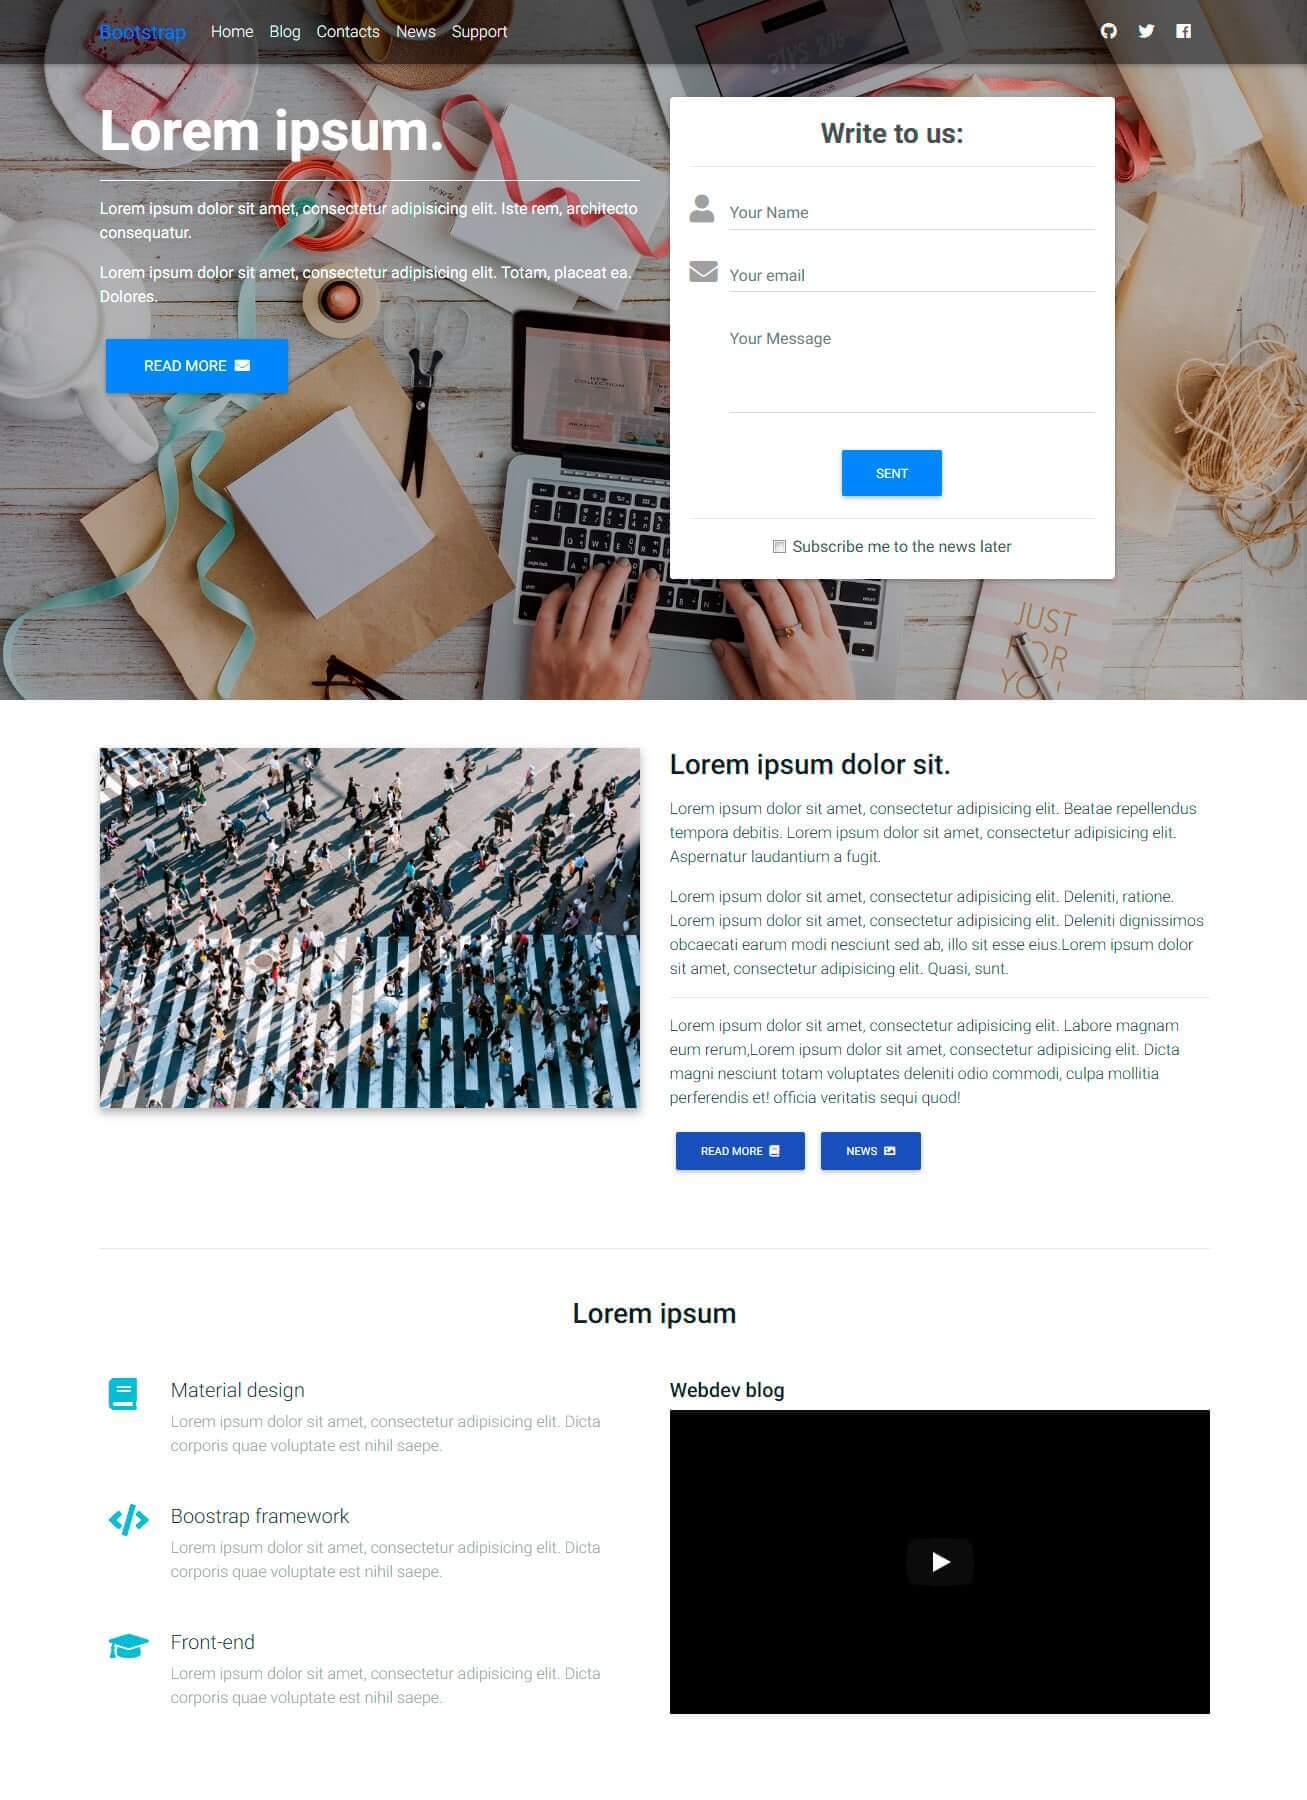 Bootstrap Home Blog Contacts News Support
Lorem ipsum.
Lorem ipsum dolor sit amet, consectetur adipisicing elit. Iste rem, architecto
consequatur.
Lorem ipsum dolor sit amet, consectetur adipisicing elit. Totam, placeat ea.
Dolores.
READ MORE
Write to us:
Your Name
Your email
Your Message
SENT
Subscribe me to the news later
NEW
COLLECTION
JUST
FOR
YOU
Lorem ipsum dolor sit.
Lorem ipsum dolor sit amet, consectetur adipisicing elit. Beatae repellendus
tempora debitis. Lorem ipsum dolor sit amet, consectetur adipisicing elit.
Aspernatur laudantium a fugit.
Lorem ipsum dolor sit amet, consectetur adipisicing elit. Deleniti, ratione.
Lorem ipsum dolor sit amet, consectetur adipisicing elit. Deleniti dignissimos
obcaecati earum modi nesciunt sed ab, illo sit esse eius.Lorem ipsum dolor
sit amet, consectetur adipisicing elit. Quasi, sunt.
Lorem ipsum dolor sit amet, consectetur adipisicing elit. Labore magnam
eum rerum,Lorem ipsum dolor sit amet, consectetur adipisicing elit. Dicta
magni nesciunt totam voluptates deleniti odio commodi, culpa mollitia
perferendis et! officia veritatis sequi quod!
READ MORE NEWS
Lorem ipsum
Material design
Lorem ipsum dolor sit amet, consectetur adipisicing elit. Dicta
corporis quae voluptate est nihil saepe.
Boostrap framework
Lorem ipsum dolor sit amet, consectetur adipisicing elit. Dicta
corporis quae voluptate est nihil saepe.
Front-end
Lorem ipsum dolor sit amet, consectetur adipisicing elit. Dicta
corporis quae voluptate est nihil saepe.
Webdev blog